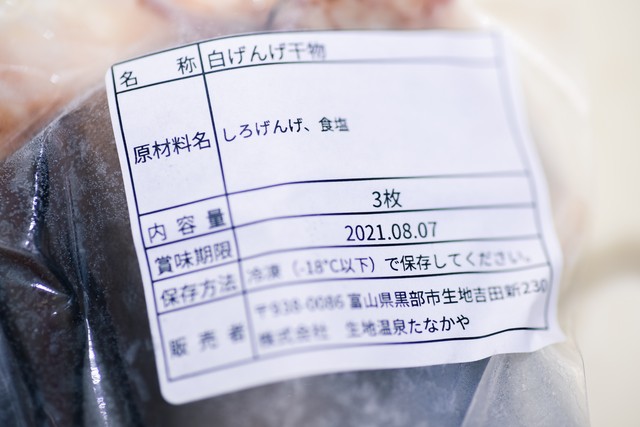 名 称 白げんげ干物
原材料名 しろげんげ、食塩
内 容 量 3枚
賞味期限 2021.08.07
保存方法 冷凍（-18℃以下）で保存してください。
販 売 者 〒938-0086 富山県黒部市生地吉田新230
株式会社 生地温泉たなかや